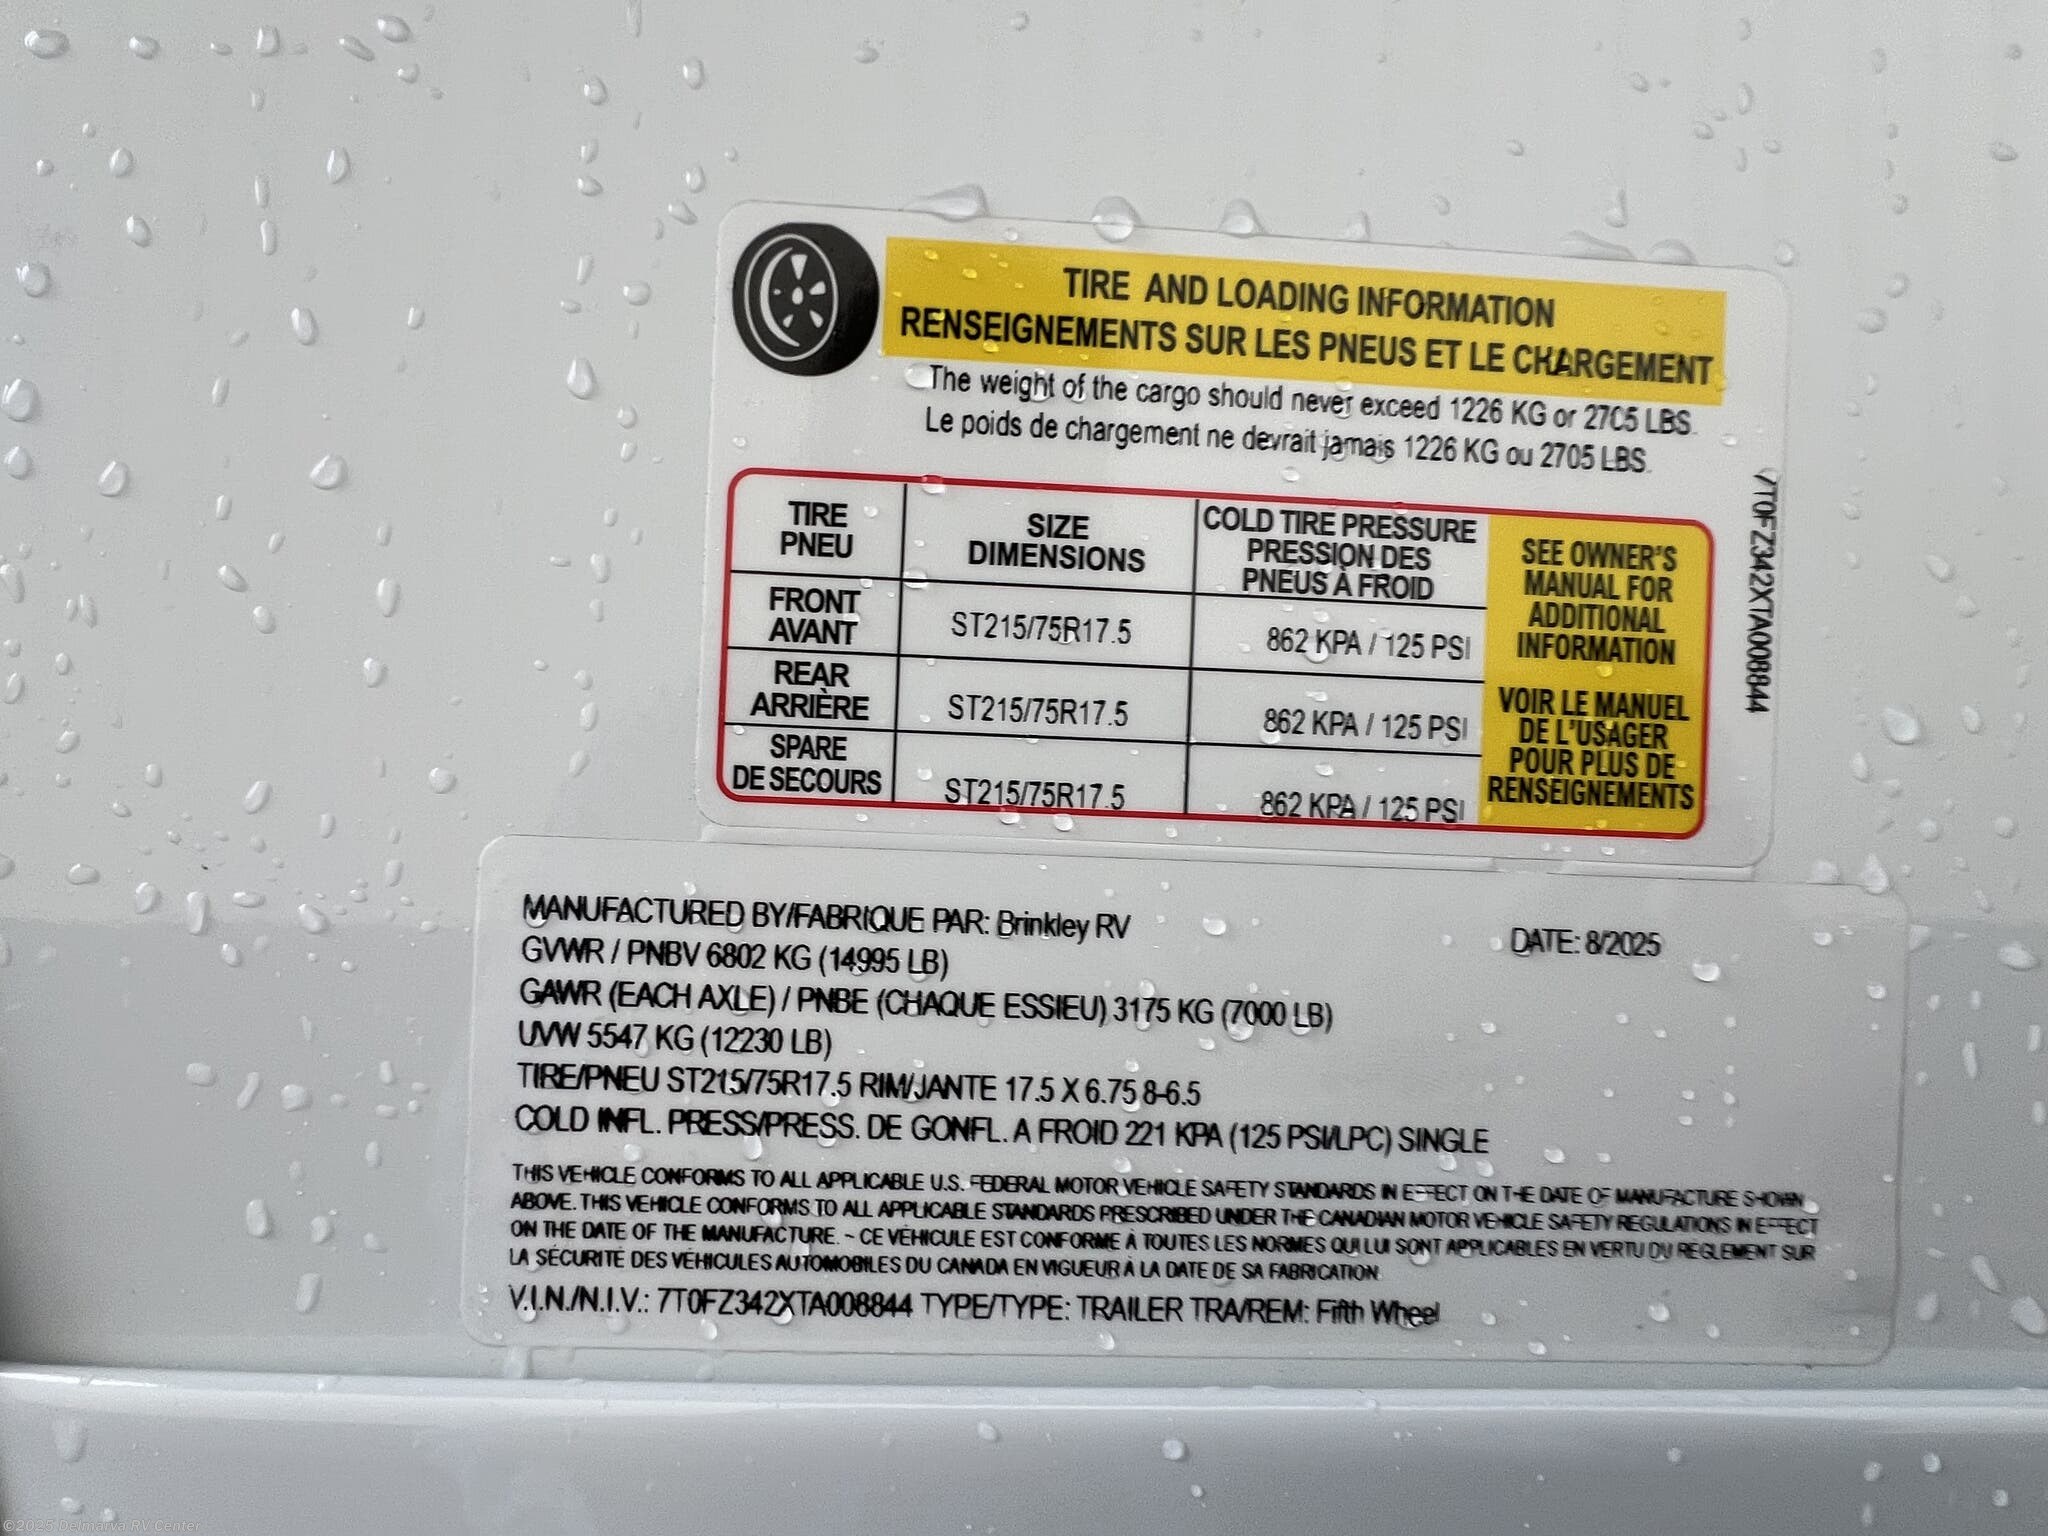 TIRE AND LOADING INFORMATION
RENSEIGNEMENTS SUR LES PNEUS ET LE CHARGEMENT
The weight of the cargo should never exceed 1226 KG or 2705 LBS.
Le poids de chargement ne devrait jamais 1226 KG ou 2705 LBS.
TIRE
PNEU
SIZE
DIMENSIONS
COLD TIRE PRESSURE
PRESSION DES
PNEUS À FROID
FRONT
AVANT
ST215/75R17.5
862 KPA / 125 PSI
REAR
ARRIÈRE
ST215/75R17.5
862 KPA / 125 PSI
SPARE
DE SECOURS
ST215/75R17.5
862 KPA / 125 PSI
SEE OWNER'S
MANUAL FOR
ADDITIONAL
INFORMATION
VOIR LE MANUEL
DE L'USAGER
POUR PLUS DE
RENSEIGNEMENTS
7T0FZ342XTA008844
MANUFACTURED BY/FABRIQUE PAR: Brinkley RV
DATE: 8/2025
GVWR / PNBV 6802 KG (14995 LB)
GAWR (EACH AXLE) / PNBE (CHAQUE ESSIEU) 3175 KG (7000 LB)
UVW 5547 KG (12230 LB)
TIRE/PNEU ST215/75R17.5 RIM/JANTE 17.5 X 6.75 8-6.5
COLD INFL. PRESS/PRESS. DE GONFL. A FROID 221 KPA (125 PSI/LPC) SINGLE
THIS VEHICLE CONFORMS TO ALL APPLICABLE U.S. FEDERAL MOTOR VEHICLE SAFETY STANDARDS IN EFFECT ON THE DATE OF MANUFACTURE SHOWN
ABOVE. THIS VEHICLE CONFORMS TO ALL APPLICABLE STANDARDS PRESCRIBED UNDER THE CANADIAN MOTOR VEHICLE SAFETY REGULATIONS IN EFFECT
ON THE DATE OF THE MANUFACTURE. ~ CE VÉHICULE EST CONFORME À TOUTES LES NORMES QUI LUI SONT APPLICABLES EN VERTU DU RÈGLEMENT SUR
LA SÉCURITÉ DES VÉHICULES AUTOMOBILES DU CANADA EN VIGUEUR À LA DATE DE SA FABRICATION
V.I.N./N.I.V.: 7T0FZ342XTA008844 TYPE/TYPE: TRAILER TRA/REM: Fifth Wheel
©2025 Delmarva RV Center